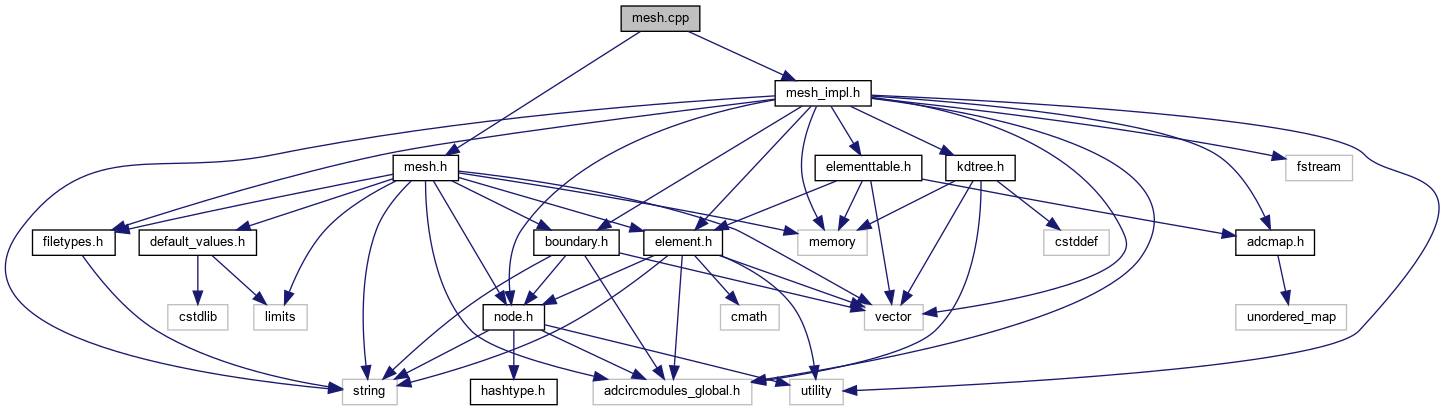 mesh.cpp
mesh_impl.h
mesh.h
elementtable.h
kdtree.h
fstream
filetypes.h
default_values.h
boundary.h
element.h
memory
cstddef
adcmap.h
cstdlib
limits
node.h
cmath
vector
unordered_map
string
hashtype.h
adcircmodules_global.h
utility